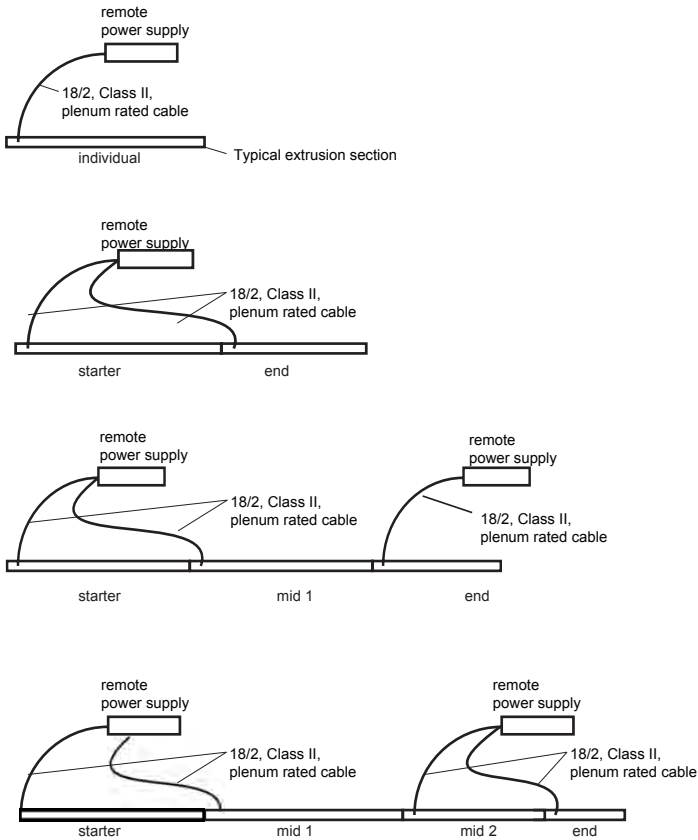 remote
power supply
18/2, Class II,
plenum rated cable
individual
Typical extrusion section
remote
power supply
18/2, Class II,
plenum rated cable
starter
end
remote
power supply
remote
power supply
18/2, Class II,
plenum rated cable
18/2, Class II,
plenum rated cable
starter
mid 1
end
remote
power supply
remote
power supply
18/2, Class II,
plenum rated cable
18/2, Class II,
plenum rated cable
starter
mid 1
mid 2
end